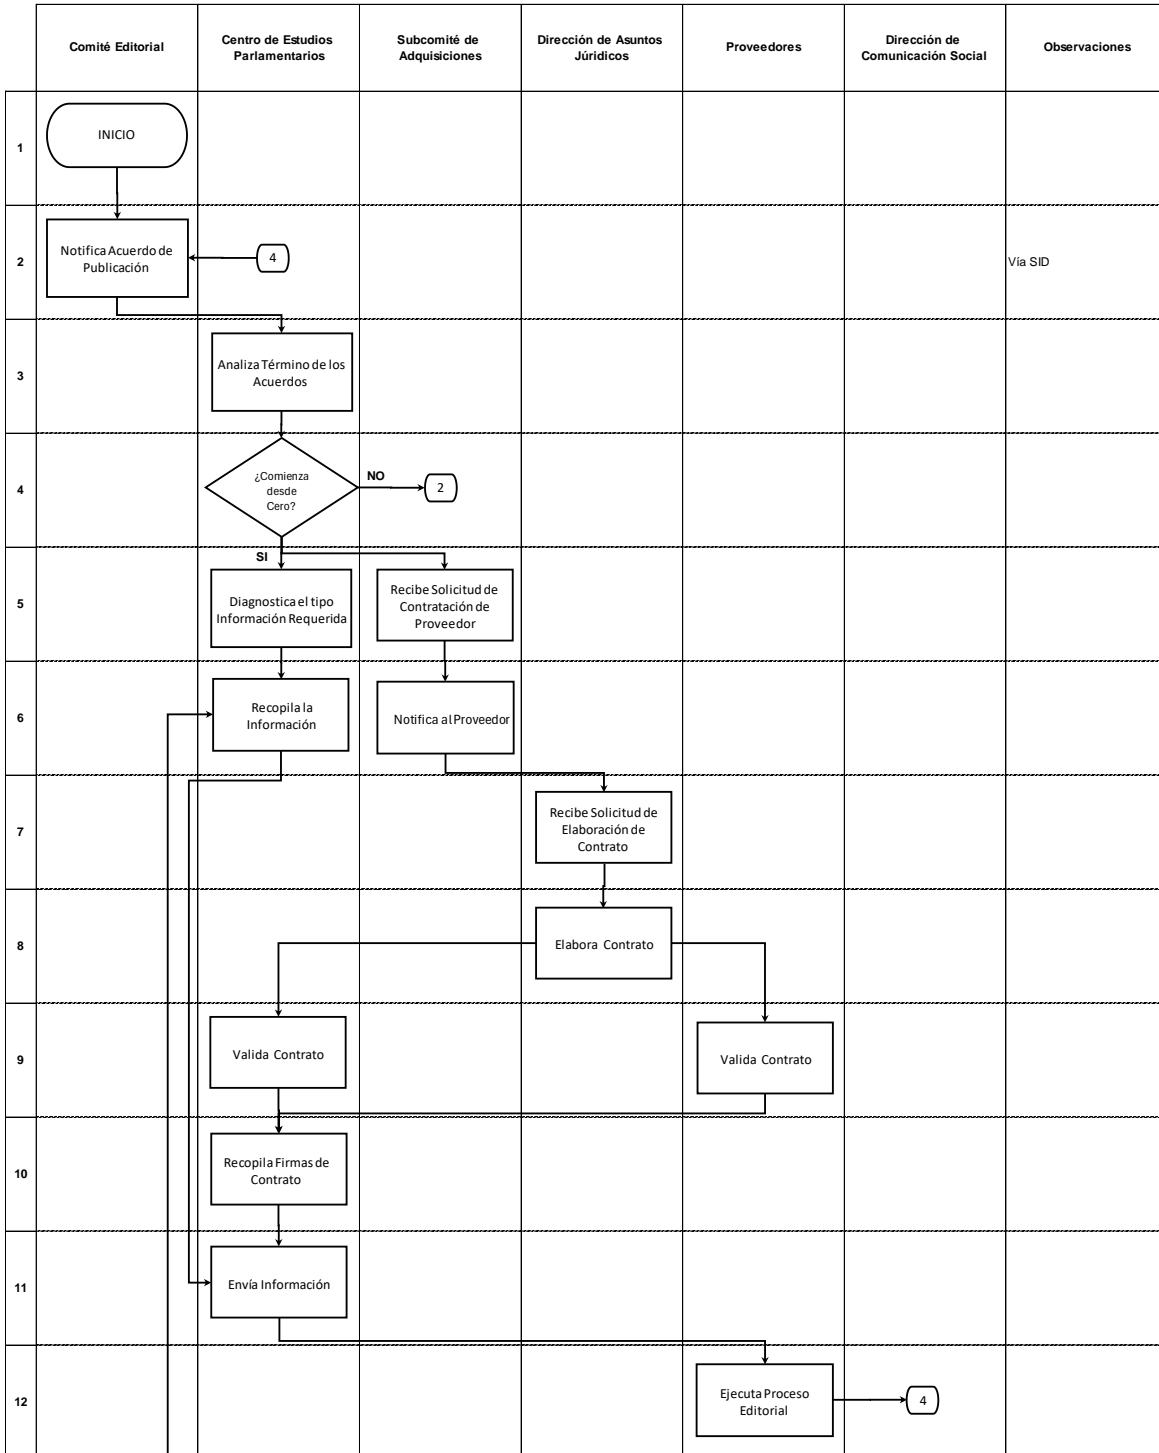 Comité Editorial
Centro de Estudios
Parlamentarios
Subcomité de
Adquisiciones
Dirección de Asuntos
Júridicos
Proveedores
Dirección de
Comunicación Social
Observaciones
1
INICIO
2
Notifica Acuerdo de
Publicación
4
Vía SID
3
Analiza Término de los
Acuerdos
4
¿Comienza
desde
Cero?
NO
2
SI
5
Diagnostica el tipo
Información Requerida
Recibe Solicitud de
Contratación de
Proveedor
6
Recopila la
Información
Notifica al Proveedor
7
Recibe Solicitud de
Elaboración de
Contrato
8
Elabora Contrato
9
Valida Contrato
Valida Contrato
10
Recopila Firmas de
Contrato
11
Envía Información
12
Ejecuta Proceso
Editorial
4